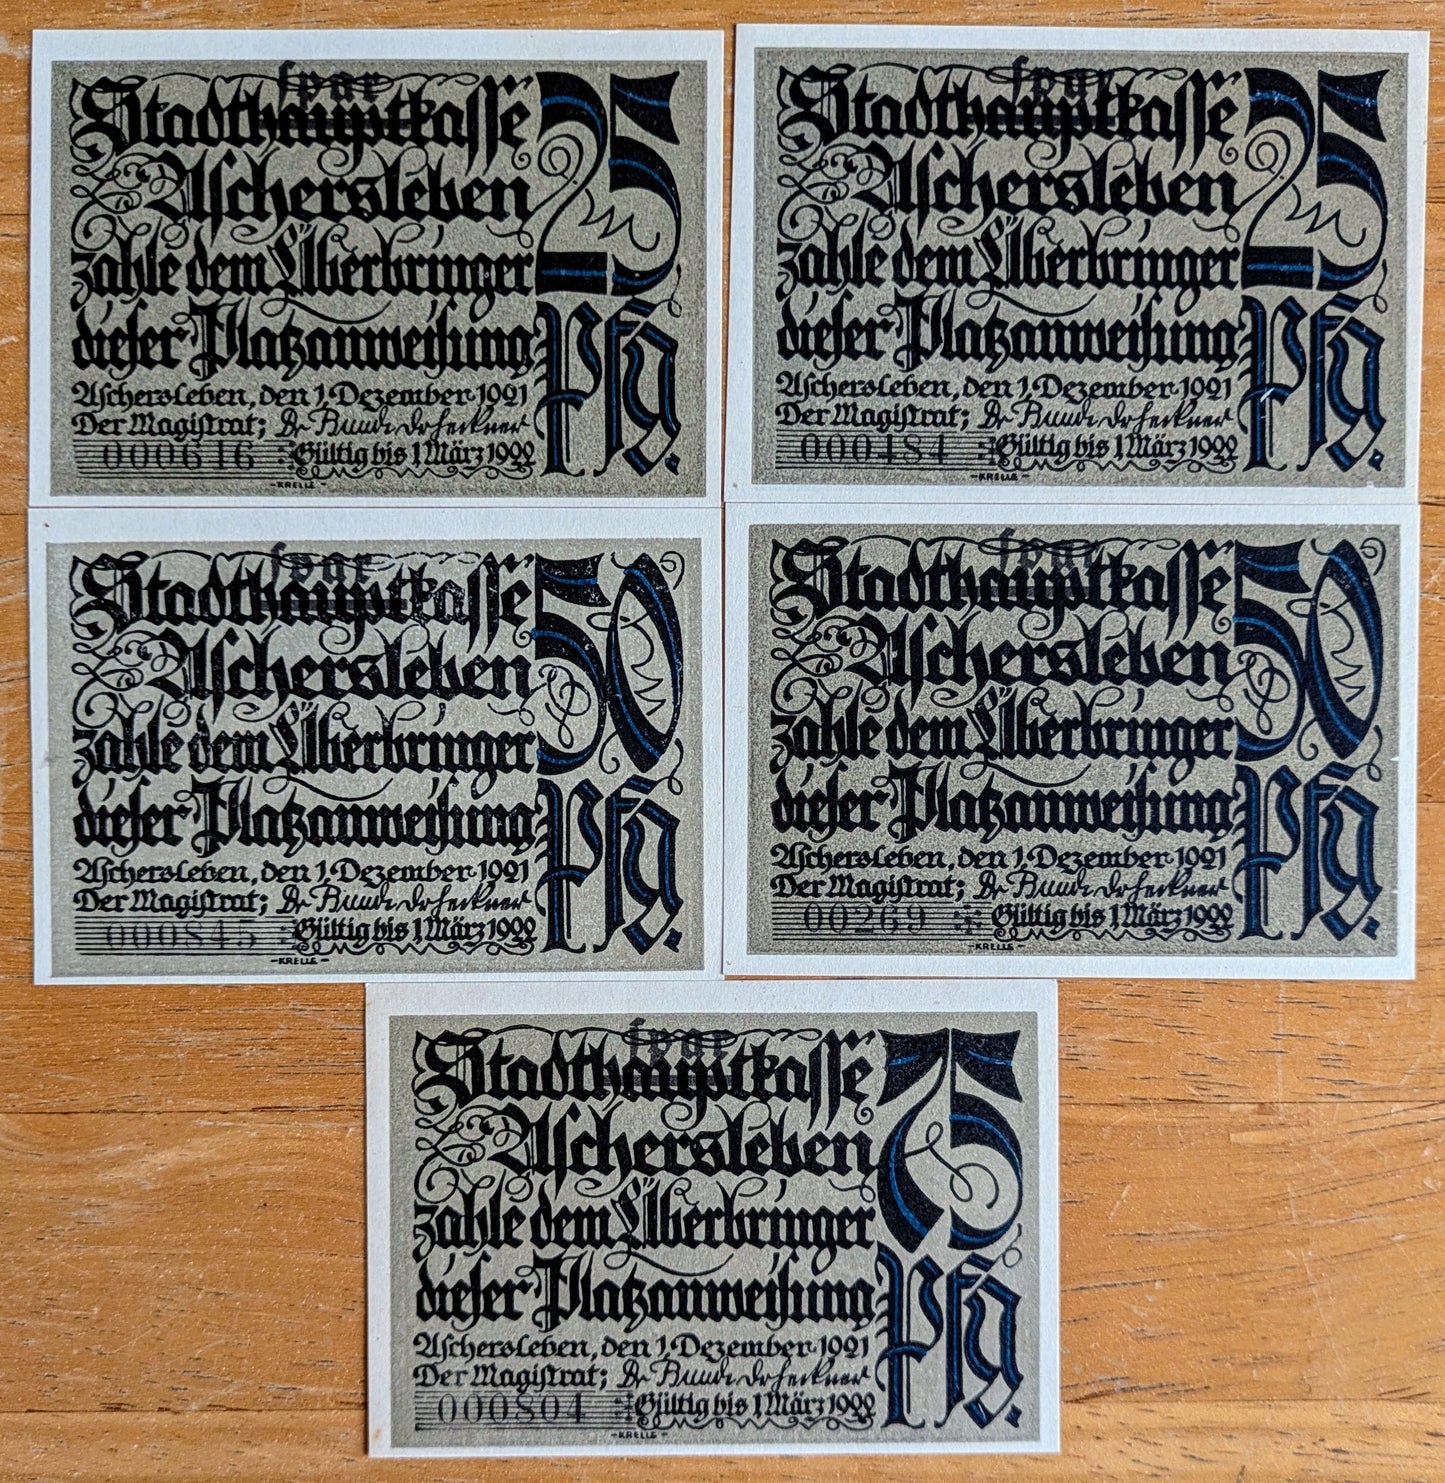 spar
Stadthauptkasse
Aschersleben
zahle dem Überbringer
dieser Platzanweisung
25
Pfg.
Aschersleben, den 1. Dezember 1921
Der Magistrat;
000616
Gültig bis 1. März 1922
-KRELLE-
spar
Stadthauptkasse
Aschersleben
zahle dem Überbringer
dieser Platzanweisung
25
Pfg.
Aschersleben, den 1. Dezember 1921
Der Magistrat;
000484
Gültig bis 1. März 1922
-KRELLE-
spar
Stadthauptkasse
Aschersleben
zahle dem Überbringer
dieser Platzanweisung
50
Pfg.
Aschersleben, den 1. Dezember 1921
Der Magistrat;
000845
Gültig bis 1. März 1922
-KRELLE-
spar
Stadthauptkasse
Aschersleben
zahle dem Überbringer
dieser Platzanweisung
50
Pfg.
Aschersleben, den 1. Dezember 1921
Der Magistrat;
00269
Gültig bis 1. März 1922
-KRELLE-
spar
Stadthauptkasse
Aschersleben
zahle dem Überbringer
dieser Platzanweisung
75
Pfg.
Aschersleben, den 1. Dezember 1921
Der Magistrat;
000804
Gültig bis 1. März 1922
-KRELLE-